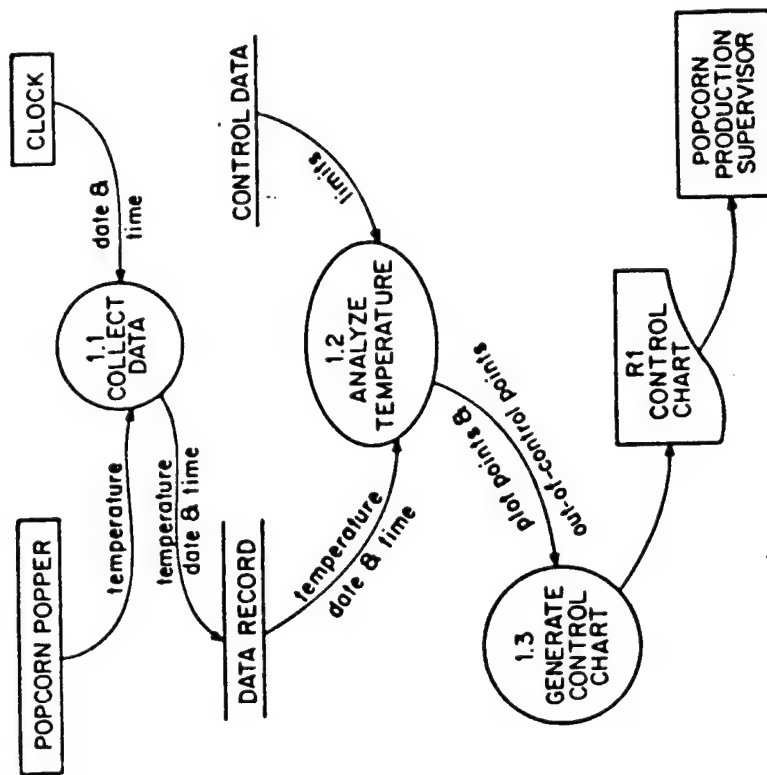 POPCORN POPPER
CLOCK
temperature
date &
time
1.1
COLLECT
DATA
temperature
date & time
DATA RECORD
CONTROL DATA
temperature
date & time
limits
1.2
ANALYZE
TEMPERATURE
plot points &
out-of-control points
1.3
GENERATE
CONTROL
CHART
R1
CONTROL
CHART
POPCORN
PRODUCTION
SUPERVISOR